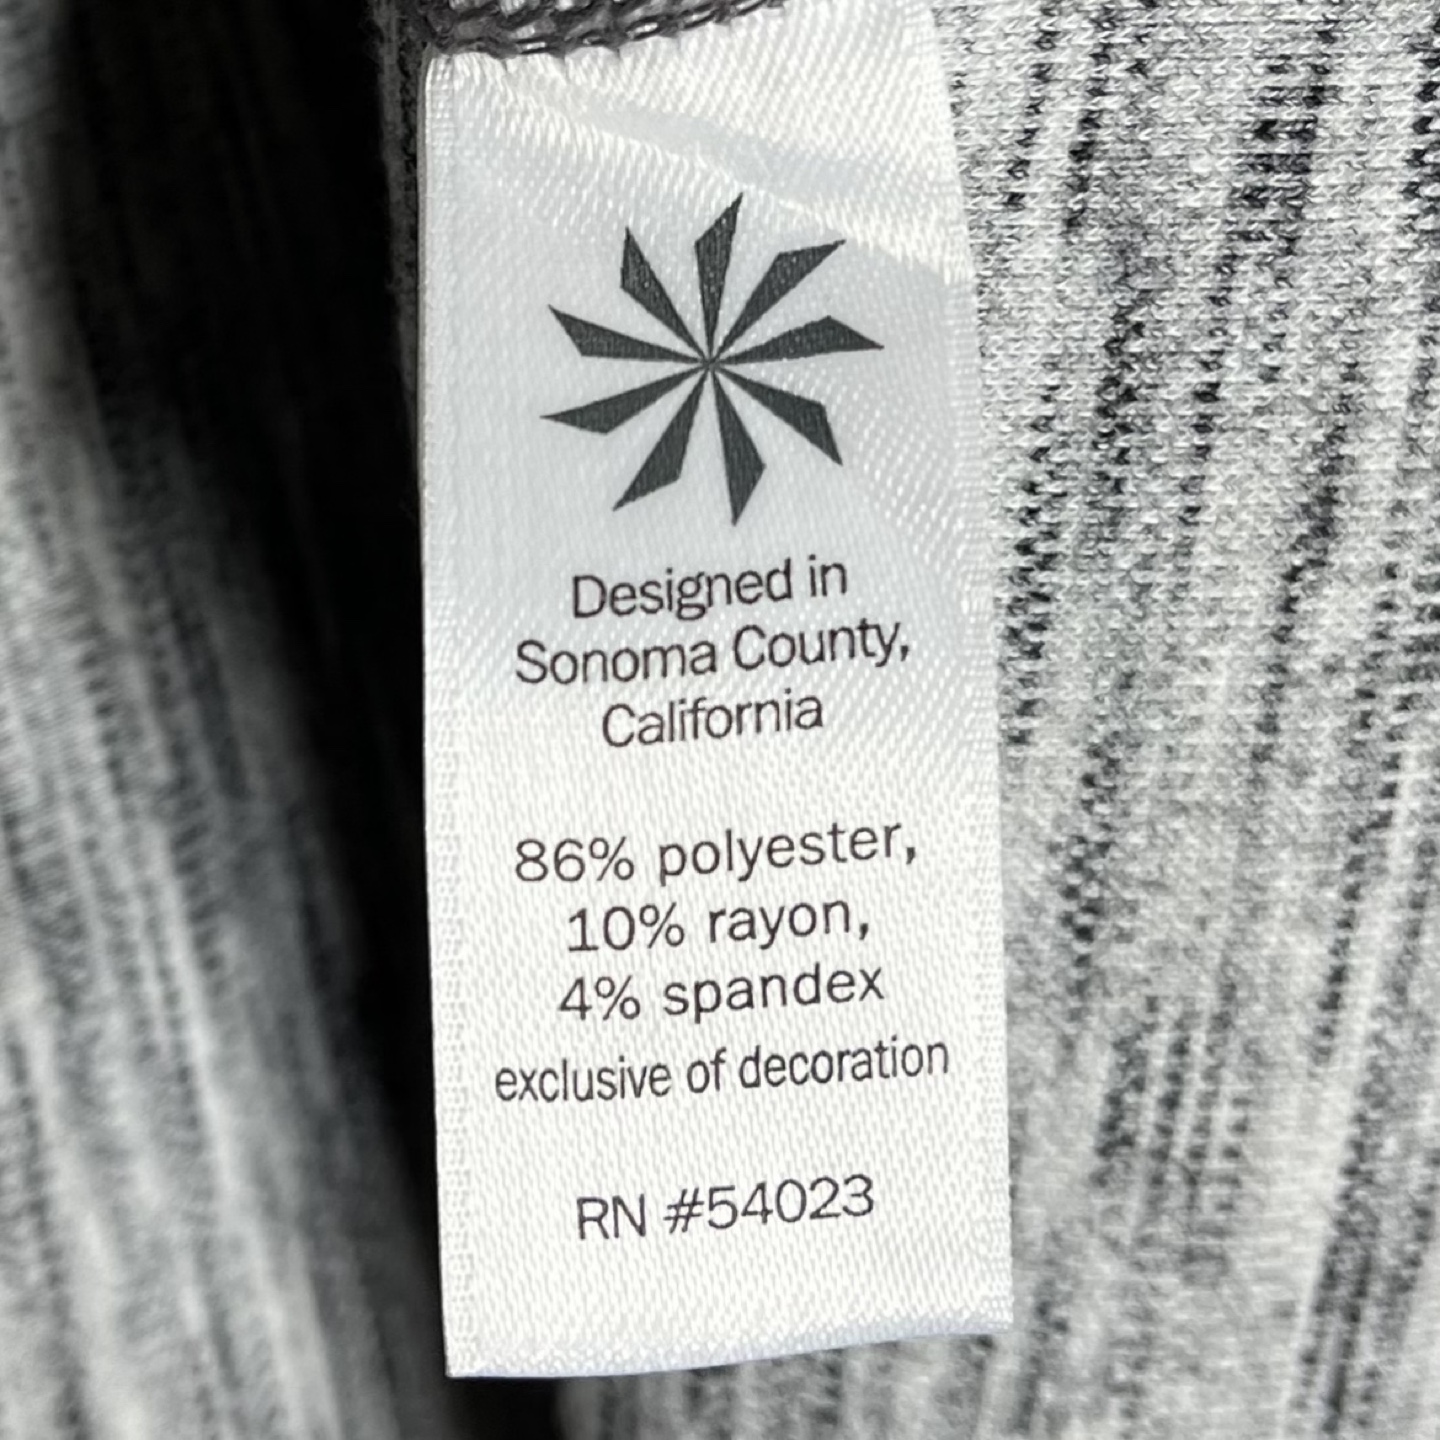 Designed in
Sonoma County,
California
86% polyester,
10% rayon,
4% spandex
exclusive of decoration
RN #54023